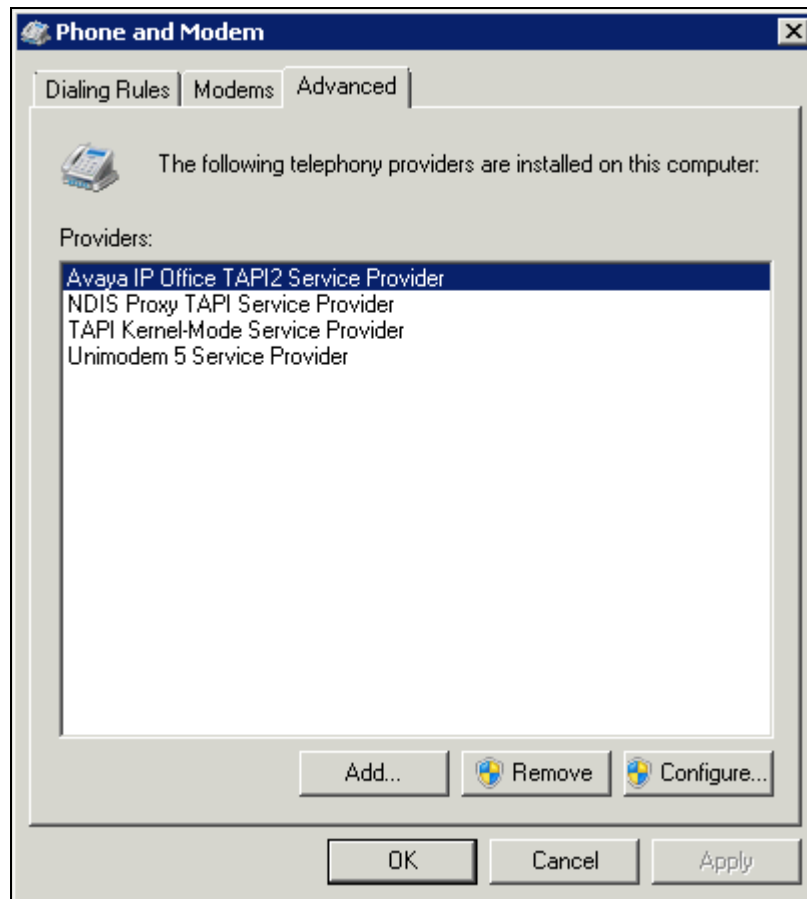 Phone and Modem
Dialing Rules Modems Advanced
The following telephony providers are installed on this computer:
Providers:
Avaya IP Office TAPI2 Service Provider
NDIS Proxy TAPI Service Provider
TAPI Kernel-Mode Service Provider
Unimodem 5 Service Provider
Add... Remove Configure...
OK Cancel Apply